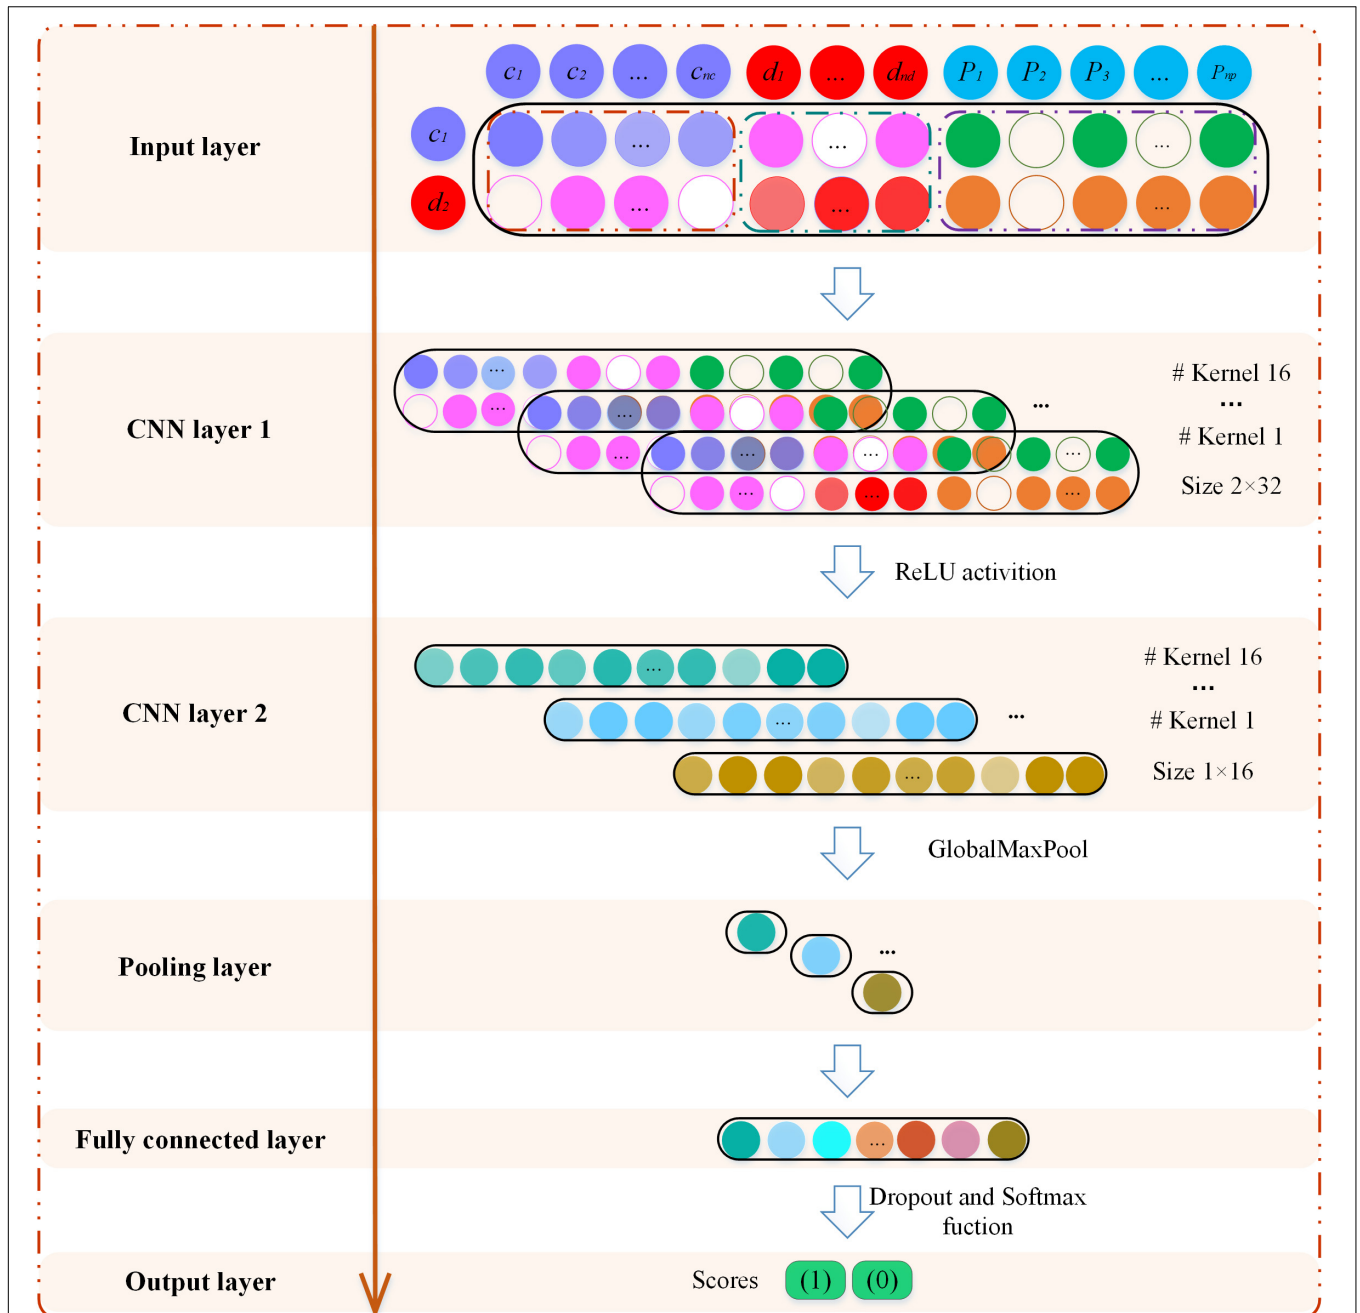 c1 c2 ... cnc d1 ... dnd P1 P2 P3 ... Pnp
Input layer
c1 ... ... ...
d2 ... ... ...
CNN layer 1
...
... ... # Kernel 16
... ...
... ... ... # Kernel 1
... ... ... Size 2×32
ReLU activition
CNN layer 2
... # Kernel 16
...
... ... # Kernel 1
... Size 1×16
GlobalMaxPool
Pooling layer
...
Fully connected layer
...
Dropout and Softmax
fuction
Output layer
Scores (1) (0)